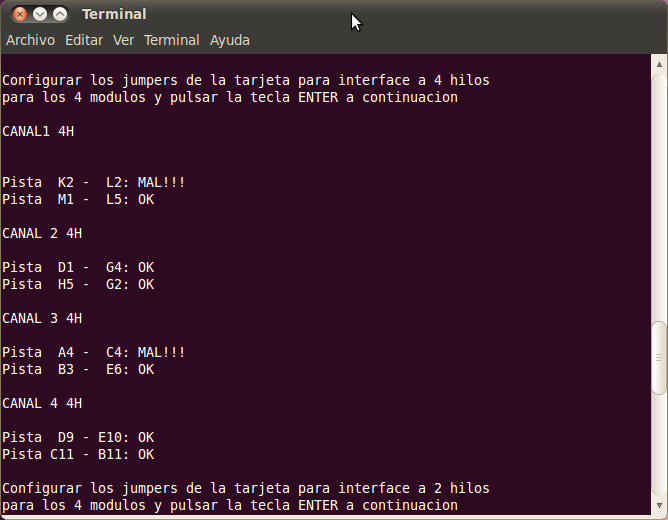 Terminal
Archivo Editar Ver Terminal Ayuda
Configurar los jumpers de la tarjeta para interface a 4 hilos
para los 4 modulos y pulsar la tecla ENTER a continuacion
CANAL1 4H
Pista  K2 -  L2: MAL!!!
Pista  M1 -  L5: OK
CANAL 2 4H
Pista  D1 -  G4: OK
Pista  H5 -  G2: OK
CANAL 3 4H
Pista  A4 -  C4: MAL!!!
Pista  B3 -  E6: OK
CANAL 4 4H
Pista  D9 - E10: OK
Pista C11 - B11: OK
Configurar los jumpers de la tarjeta para interface a 2 hilos
para los 4 modulos y pulsar la tecla ENTER a continuacion